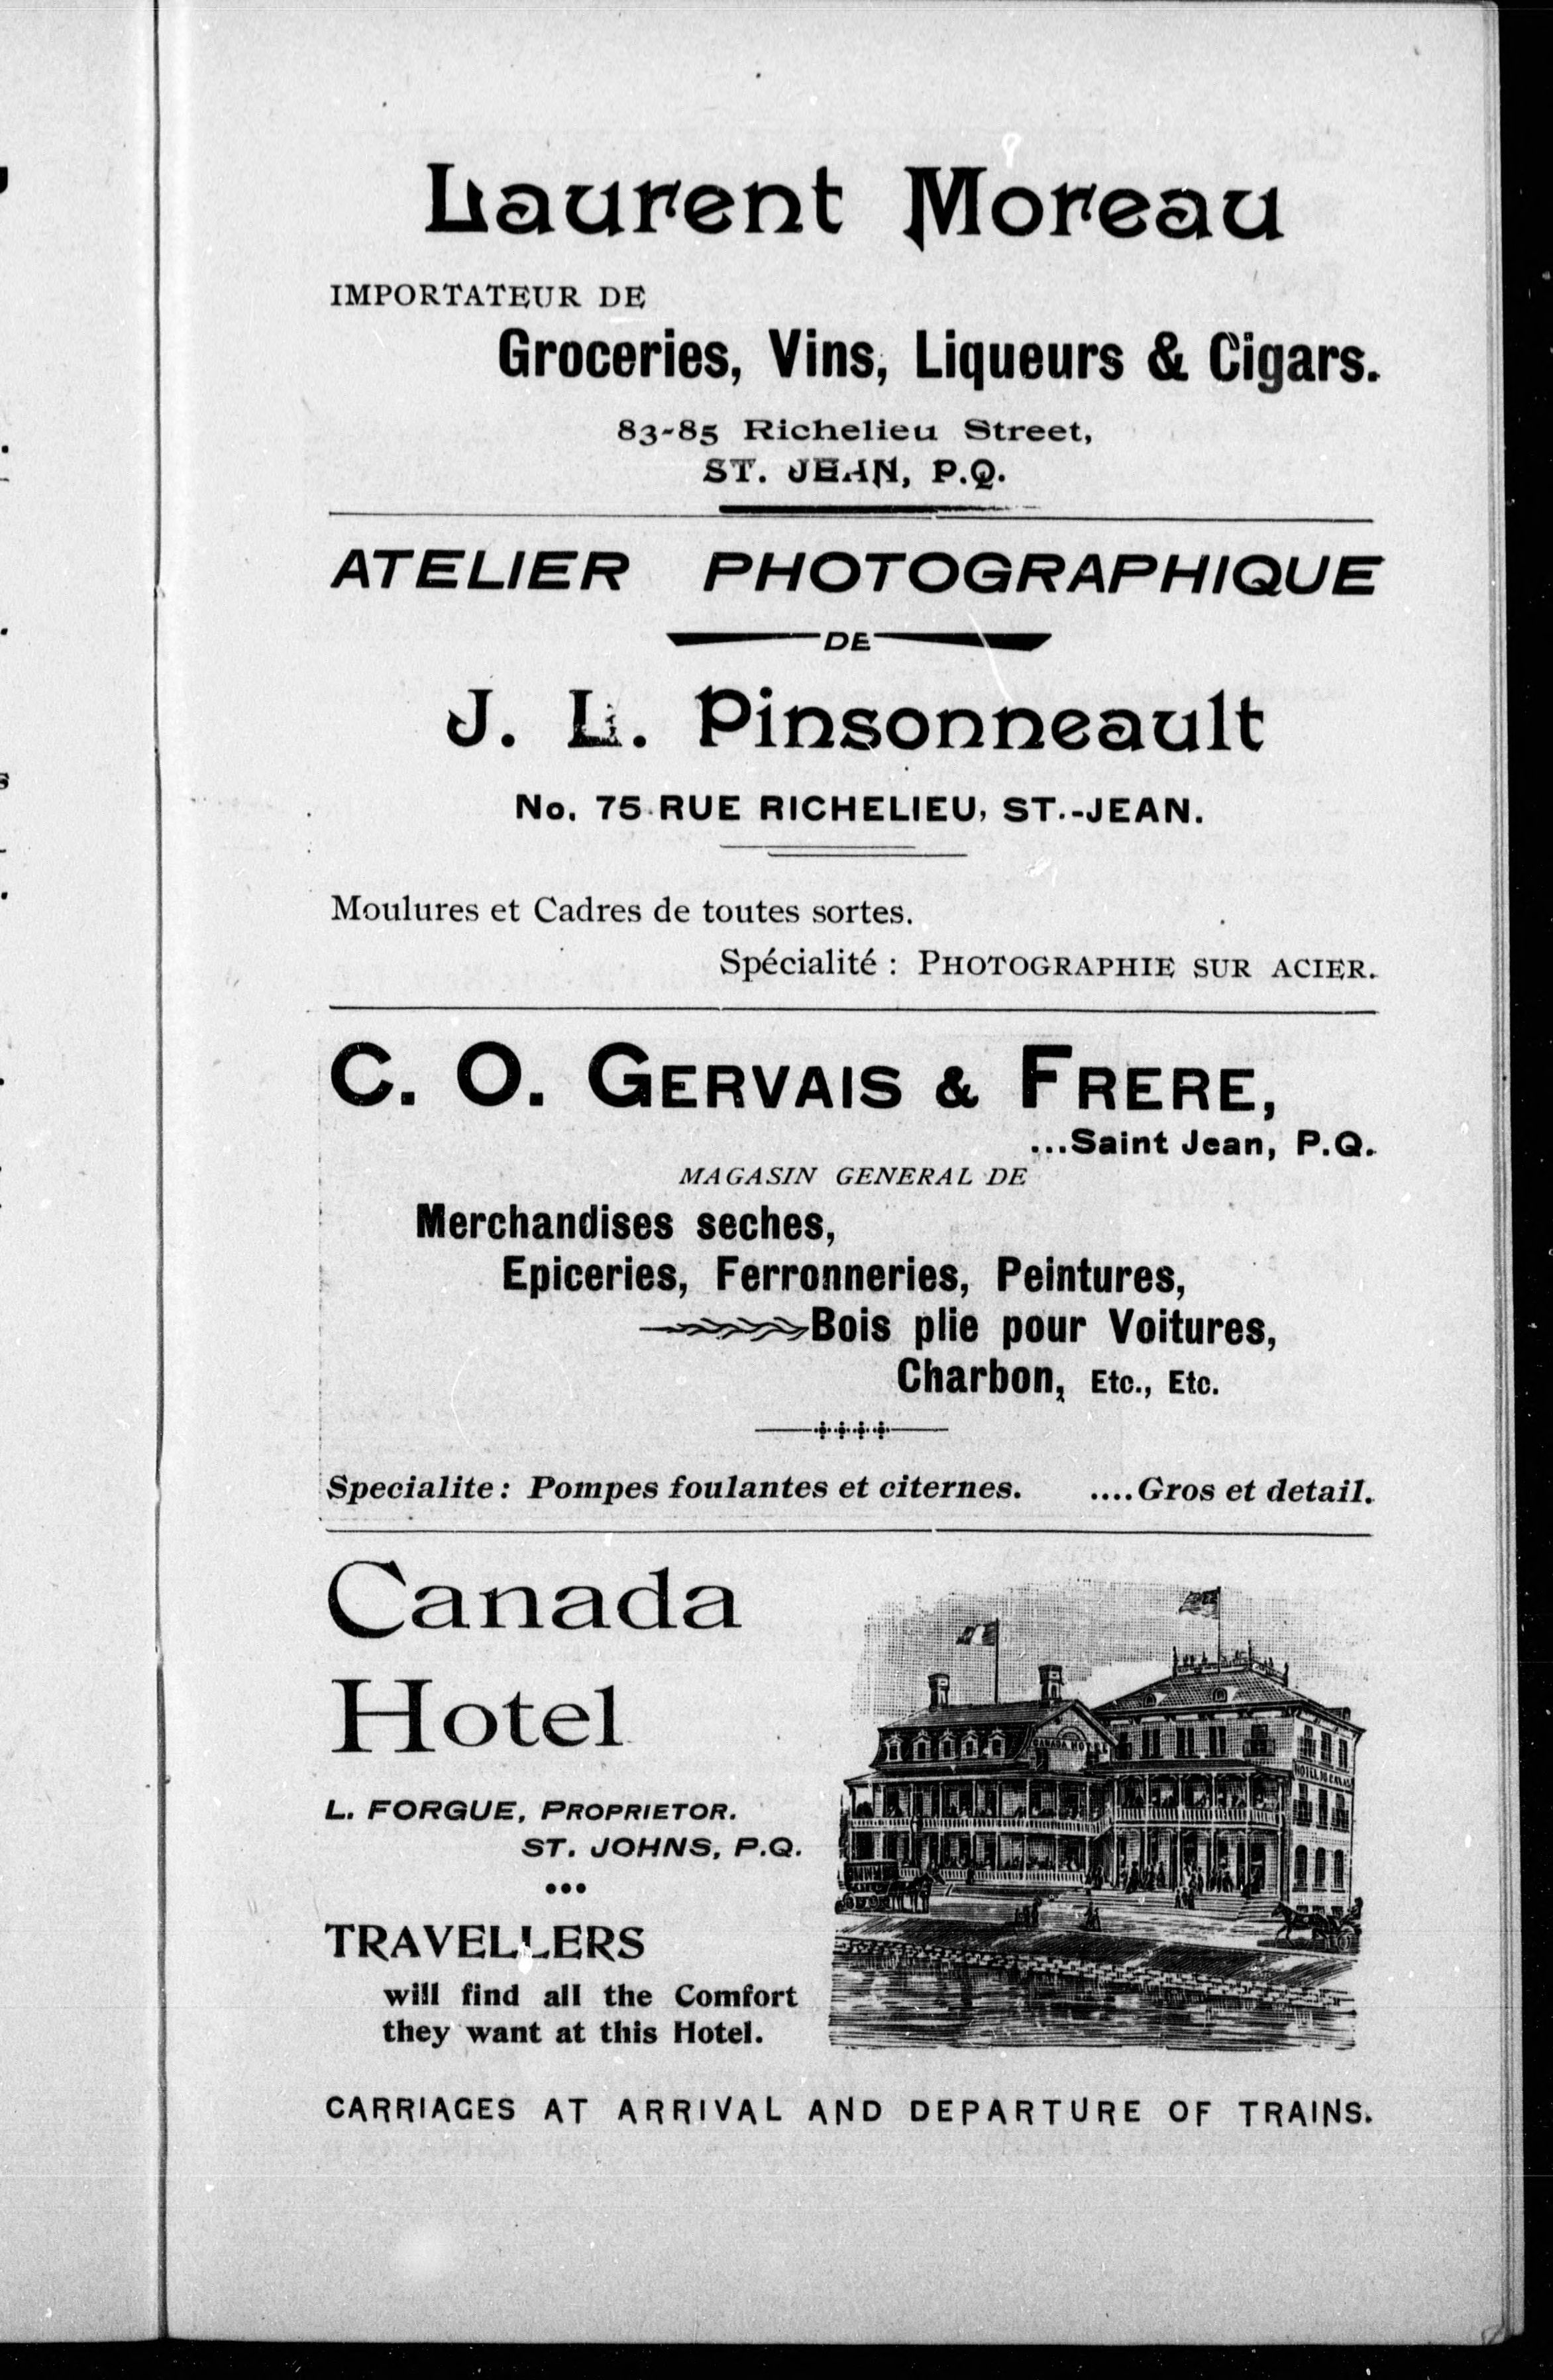 Laurent Moreau
IMPORTATEUR DE
Groceries, Vins, Liqueurs & Cigars.
83-85 Richelieu Street,
ST. JEAN, P.Q.
ATELIER PHOTOGRAPHIQUE
DE
J. L. Pinsonneault
No. 75 RUE RICHELIEU, ST.-JEAN.
Moulures et Cadres de toutes sortes.
Spécialité : PHOTOGRAPHIE SUR ACIER.
C. O. GERVAIS & FRERE,
...Saint Jean, P.Q.
MAGASIN GENERAL DE
Merchandises seches,
Epiceries, Ferronneries, Peintures,
Bois plie pour Voitures,
Charbon, Etc., Etc.
Specialite: Pompes foulantes et citernes. ....Gros et detail.
Canada
Hotel
CANADA HOTEL
L. FORGUE, PROPRIETOR.
ST. JOHNS, P.Q.
TRAVELLERS
will find all the Comfort
they want at this Hotel.
CARRIAGES AT ARRIVAL AND DEPARTURE OF TRAINS.